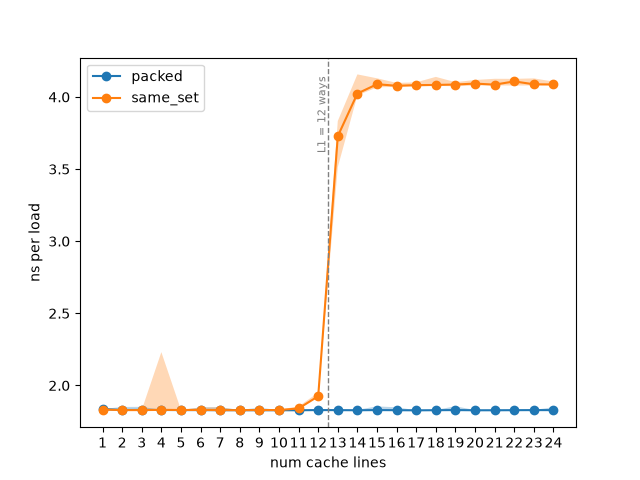 packed
same_set
L1 = 12 ways
ns per load
4.0
3.5
3.0
2.5
2.0
1 2 3 4 5 6 7 8 9 10 11 12 13 14 15 16 17 18 19 20 21 22 23 24
num cache lines